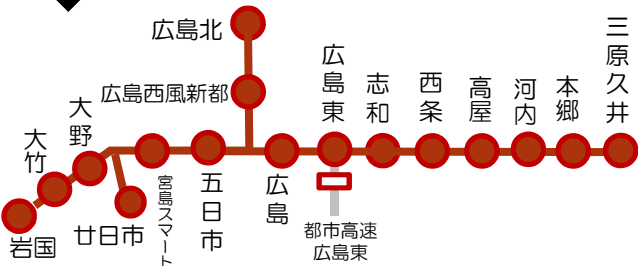 広島北
広島西風新都
大野
大竹
岩国
廿日市
宮島スマート
五日市
広島
広島東
都市高速
広島東
志和
西条
高屋
河内
本郷
三原久井